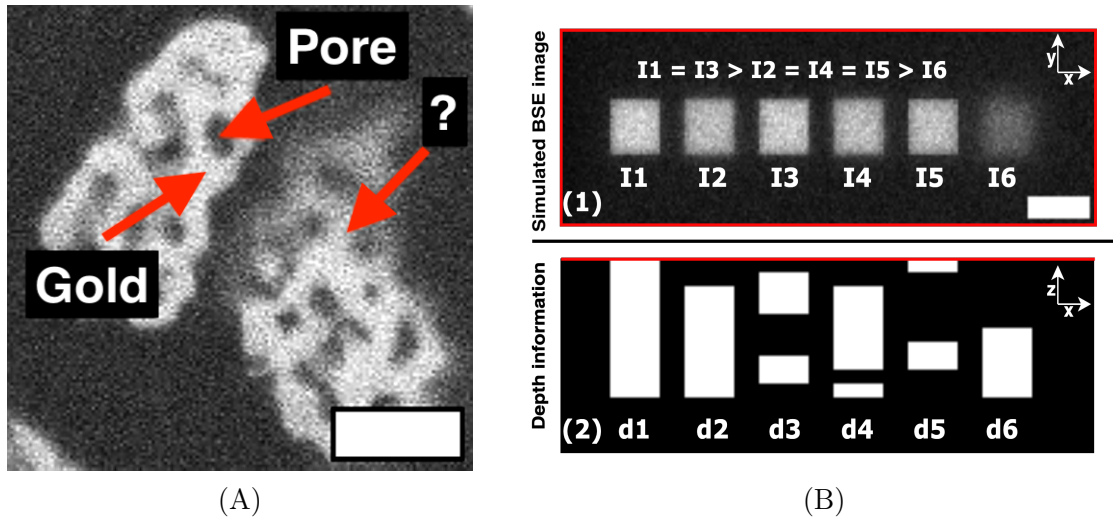 Pore
?
Gold
(A)
Simulated BSE image
I1 = I3 > I2 = I4 = I5 > I6
y
x
I1 I2 I3 I4 I5 I6
(1)
Depth information
z
x
(2) d1 d2 d3 d4 d5 d6
(B)